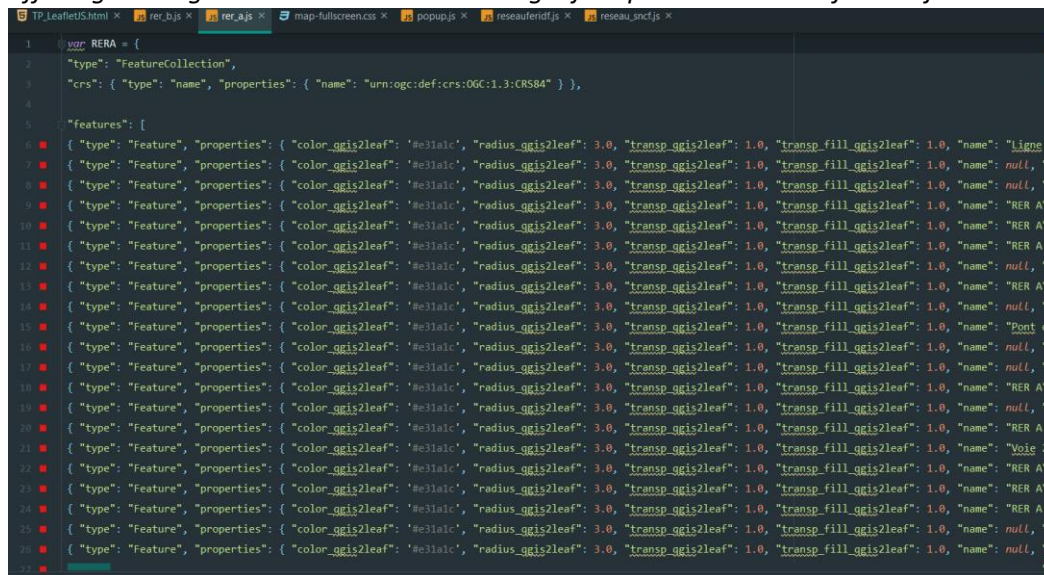 TP_LeafletJS.html × rer_b.js × rer_a.js × map-fullscreen.css × popup.js × reseauferidf.js × reseau_sncf.js ×
1 var RERA = {
2 "type": "FeatureCollection",
3 "crs": { "type": "name", "properties": { "name": "urn:ogc:def:crs:OGC:1.3:CRS84" } },
4
5 "features": [
6 { "type": "Feature", "properties": { "color_qgis2leaf": '#e31a1c', "radius_qgis2leaf": 3.0, "transp_qgis2leaf": 1.0, "transp_fill_qgis2leaf": 1.0, "name": "Ligne
7 { "type": "Feature", "properties": { "color_qgis2leaf": '#e31a1c', "radius_qgis2leaf": 3.0, "transp_qgis2leaf": 1.0, "transp_fill_qgis2leaf": 1.0, "name": null, "
8 { "type": "Feature", "properties": { "color_qgis2leaf": '#e31a1c', "radius_qgis2leaf": 3.0, "transp_qgis2leaf": 1.0, "transp_fill_qgis2leaf": 1.0, "name": null, "
9 { "type": "Feature", "properties": { "color_qgis2leaf": '#e31a1c', "radius_qgis2leaf": 3.0, "transp_qgis2leaf": 1.0, "transp_fill_qgis2leaf": 1.0, "name": "RER A"
10 { "type": "Feature", "properties": { "color_qgis2leaf": '#e31a1c', "radius_qgis2leaf": 3.0, "transp_qgis2leaf": 1.0, "transp_fill_qgis2leaf": 1.0, "name": "RER A"
11 { "type": "Feature", "properties": { "color_qgis2leaf": '#e31a1c', "radius_qgis2leaf": 3.0, "transp_qgis2leaf": 1.0, "transp_fill_qgis2leaf": 1.0, "name": "RER A
12 { "type": "Feature", "properties": { "color_qgis2leaf": '#e31a1c', "radius_qgis2leaf": 3.0, "transp_qgis2leaf": 1.0, "transp_fill_qgis2leaf": 1.0, "name": null, "
13 { "type": "Feature", "properties": { "color_qgis2leaf": '#e31a1c', "radius_qgis2leaf": 3.0, "transp_qgis2leaf": 1.0, "transp_fill_qgis2leaf": 1.0, "name": "RER A"
14 { "type": "Feature", "properties": { "color_qgis2leaf": '#e31a1c', "radius_qgis2leaf": 3.0, "transp_qgis2leaf": 1.0, "transp_fill_qgis2leaf": 1.0, "name": null, "
15 { "type": "Feature", "properties": { "color_qgis2leaf": '#e31a1c', "radius_qgis2leaf": 3.0, "transp_qgis2leaf": 1.0, "transp_fill_qgis2leaf": 1.0, "name": "Pont
16 { "type": "Feature", "properties": { "color_qgis2leaf": '#e31a1c', "radius_qgis2leaf": 3.0, "transp_qgis2leaf": 1.0, "transp_fill_qgis2leaf": 1.0, "name": null, "
17 { "type": "Feature", "properties": { "color_qgis2leaf": '#e31a1c', "radius_qgis2leaf": 3.0, "transp_qgis2leaf": 1.0, "transp_fill_qgis2leaf": 1.0, "name": null, "
18 { "type": "Feature", "properties": { "color_qgis2leaf": '#e31a1c', "radius_qgis2leaf": 3.0, "transp_qgis2leaf": 1.0, "transp_fill_qgis2leaf": 1.0, "name": "RER A"
19 { "type": "Feature", "properties": { "color_qgis2leaf": '#e31a1c', "radius_qgis2leaf": 3.0, "transp_qgis2leaf": 1.0, "transp_fill_qgis2leaf": 1.0, "name": "RER A"
20 { "type": "Feature", "properties": { "color_qgis2leaf": '#e31a1c', "radius_qgis2leaf": 3.0, "transp_qgis2leaf": 1.0, "transp_fill_qgis2leaf": 1.0, "name": "RER A
21 { "type": "Feature", "properties": { "color_qgis2leaf": '#e31a1c', "radius_qgis2leaf": 3.0, "transp_qgis2leaf": 1.0, "transp_fill_qgis2leaf": 1.0, "name": "Voie
22 { "type": "Feature", "properties": { "color_qgis2leaf": '#e31a1c', "radius_qgis2leaf": 3.0, "transp_qgis2leaf": 1.0, "transp_fill_qgis2leaf": 1.0, "name": "RER A"
23 { "type": "Feature", "properties": { "color_qgis2leaf": '#e31a1c', "radius_qgis2leaf": 3.0, "transp_qgis2leaf": 1.0, "transp_fill_qgis2leaf": 1.0, "name": "RER A"
24 { "type": "Feature", "properties": { "color_qgis2leaf": '#e31a1c', "radius_qgis2leaf": 3.0, "transp_qgis2leaf": 1.0, "transp_fill_qgis2leaf": 1.0, "name": "RER A
25 { "type": "Feature", "properties": { "color_qgis2leaf": '#e31a1c', "radius_qgis2leaf": 3.0, "transp_qgis2leaf": 1.0, "transp_fill_qgis2leaf": 1.0, "name": null, "
26 { "type": "Feature", "properties": { "color_qgis2leaf": '#e31a1c', "radius_qgis2leaf": 3.0, "transp_qgis2leaf": 1.0, "transp_fill_qgis2leaf": 1.0, "name": null, "
27